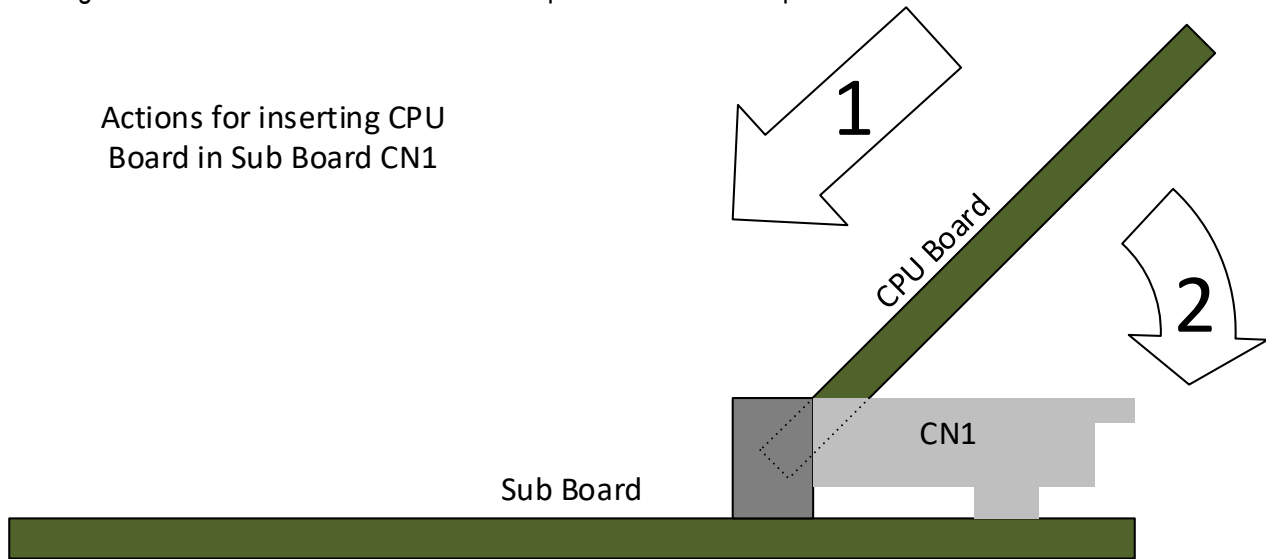 Actions for inserting CPU
Board in Sub Board CN1
1
CPU Board
2
CN1
Sub Board